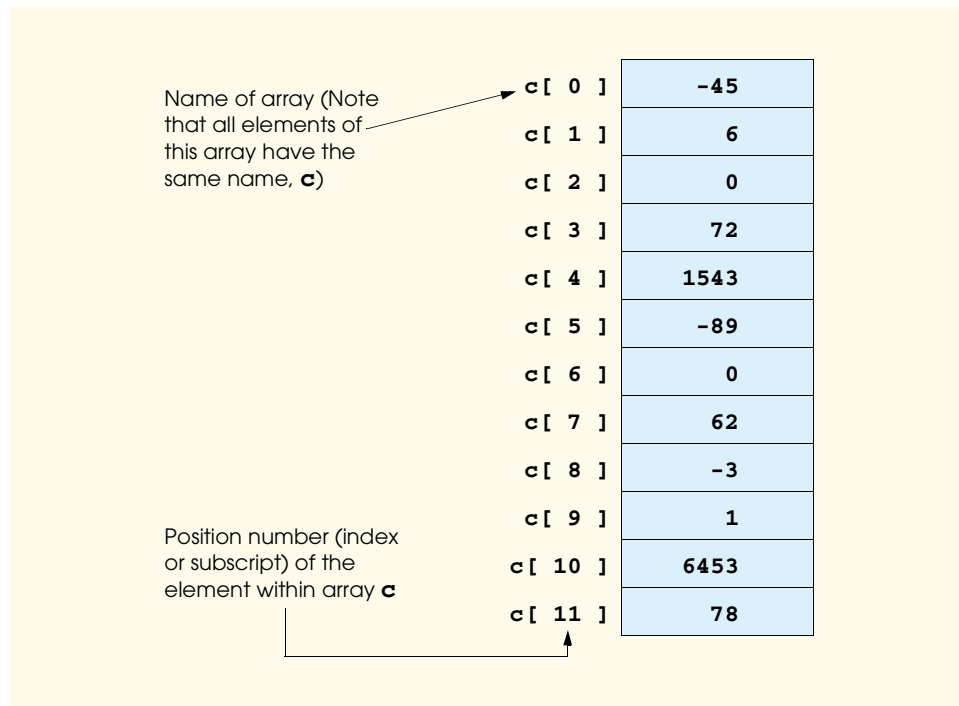 Name of array (Note
that all elements of
this array have the
same name, c)
c[ 0 ] -45
c[ 1 ] 6
c[ 2 ] 0
c[ 3 ] 72
c[ 4 ] 1543
c[ 5 ] -89
c[ 6 ] 0
c[ 7 ] 62
c[ 8 ] -3
c[ 9 ] 1
c[ 10 ] 6453
c[ 11 ] 78
Position number (index
or subscript) of the
element within array c